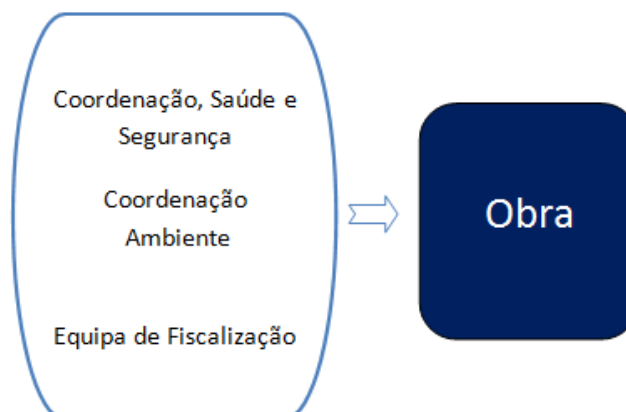 Coordenação, Saúde e
Segurança
Coordenação
Ambiente
Equipa de Fiscalização
Obra